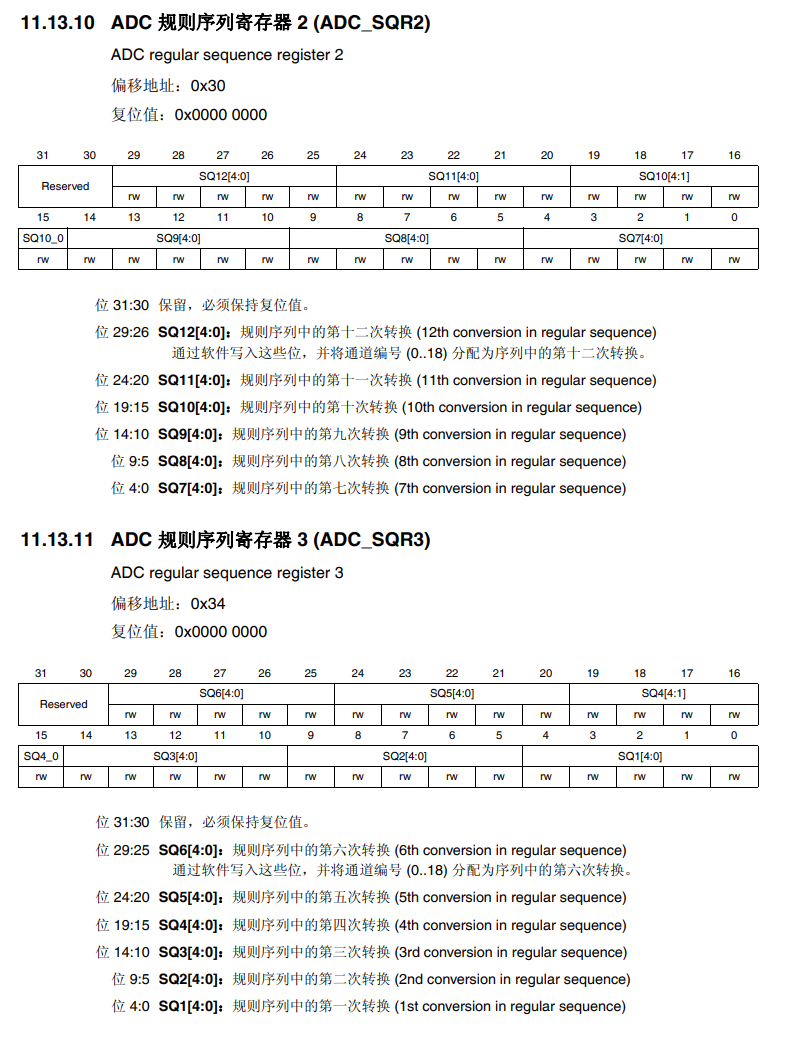 11.13.10 ADC 规则序列寄存器 2 (ADC_SQR2)
ADC regular sequence register 2
偏移地址：0x30
复位值：0x0000 0000
31 30 29 28 27 26 25 24 23 22 21 20 19 18 17 16
Reserved SQ12[4:0] SQ11[4:0] SQ10[4:1]
rw rw rw rw rw rw rw rw rw rw rw rw rw rw
15 14 13 12 11 10 9 8 7 6 5 4 3 2 1 0
SQ10_0 SQ9[4:0] SQ8[4:0] SQ7[4:0]
rw rw rw rw rw rw rw rw rw rw rw rw rw rw rw rw
位 31:30 保留，必须保持复位值。
位 29:26 SQ12[4:0]：规则序列中的第十二次转换 (12th conversion in regular sequence)
通过软件写入这些位，并将通道编号 (0..18) 分配为序列中的第十二次转换。
位 24:20 SQ11[4:0]：规则序列中的第十一次转换 (11th conversion in regular sequence)
位 19:15 SQ10[4:0]：规则序列中的第十次转换 (10th conversion in regular sequence)
位 14:10 SQ9[4:0]：规则序列中的第九次转换 (9th conversion in regular sequence)
位 9:5 SQ8[4:0]：规则序列中的第八次转换 (8th conversion in regular sequence)
位 4:0 SQ7[4:0]：规则序列中的第七次转换 (7th conversion in regular sequence)
11.13.11 ADC 规则序列寄存器 3 (ADC_SQR3)
ADC regular sequence register 3
偏移地址：0x34
复位值：0x0000 0000
31 30 29 28 27 26 25 24 23 22 21 20 19 18 17 16
Reserved SQ6[4:0] SQ5[4:0] SQ4[4:1]
rw rw rw rw rw rw rw rw rw rw rw rw rw rw
15 14 13 12 11 10 9 8 7 6 5 4 3 2 1 0
SQ4_0 SQ3[4:0] SQ2[4:0] SQ1[4:0]
rw rw rw rw rw rw rw rw rw rw rw rw rw rw rw rw
位 31:30 保留，必须保持复位值。
位 29:25 SQ6[4:0]：规则序列中的第六次转换 (6th conversion in regular sequence)
通过软件写入这些位，并将通道编号 (0..18) 分配为序列中的第六次转换。
位 24:20 SQ5[4:0]：规则序列中的第五次转换 (5th conversion in regular sequence)
位 19:15 SQ4[4:0]：规则序列中的第四次转换 (4th conversion in regular sequence)
位 14:10 SQ3[4:0]：规则序列中的第三次转换 (3rd conversion in regular sequence)
位 9:5 SQ2[4:0]：规则序列中的第二次转换 (2nd conversion in regular sequence)
位 4:0 SQ1[4:0]：规则序列中的第一次转换 (1st conversion in regular sequence)